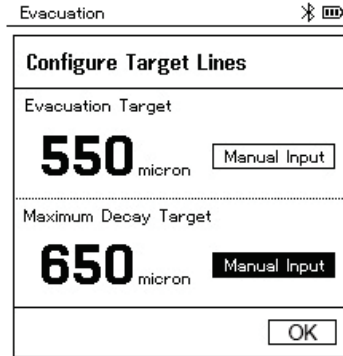 Evacuation
Configure Target Lines
Evacuation Target
550 micron Manual Input
Maximum Decay Target
650 micron Manual Input
OK